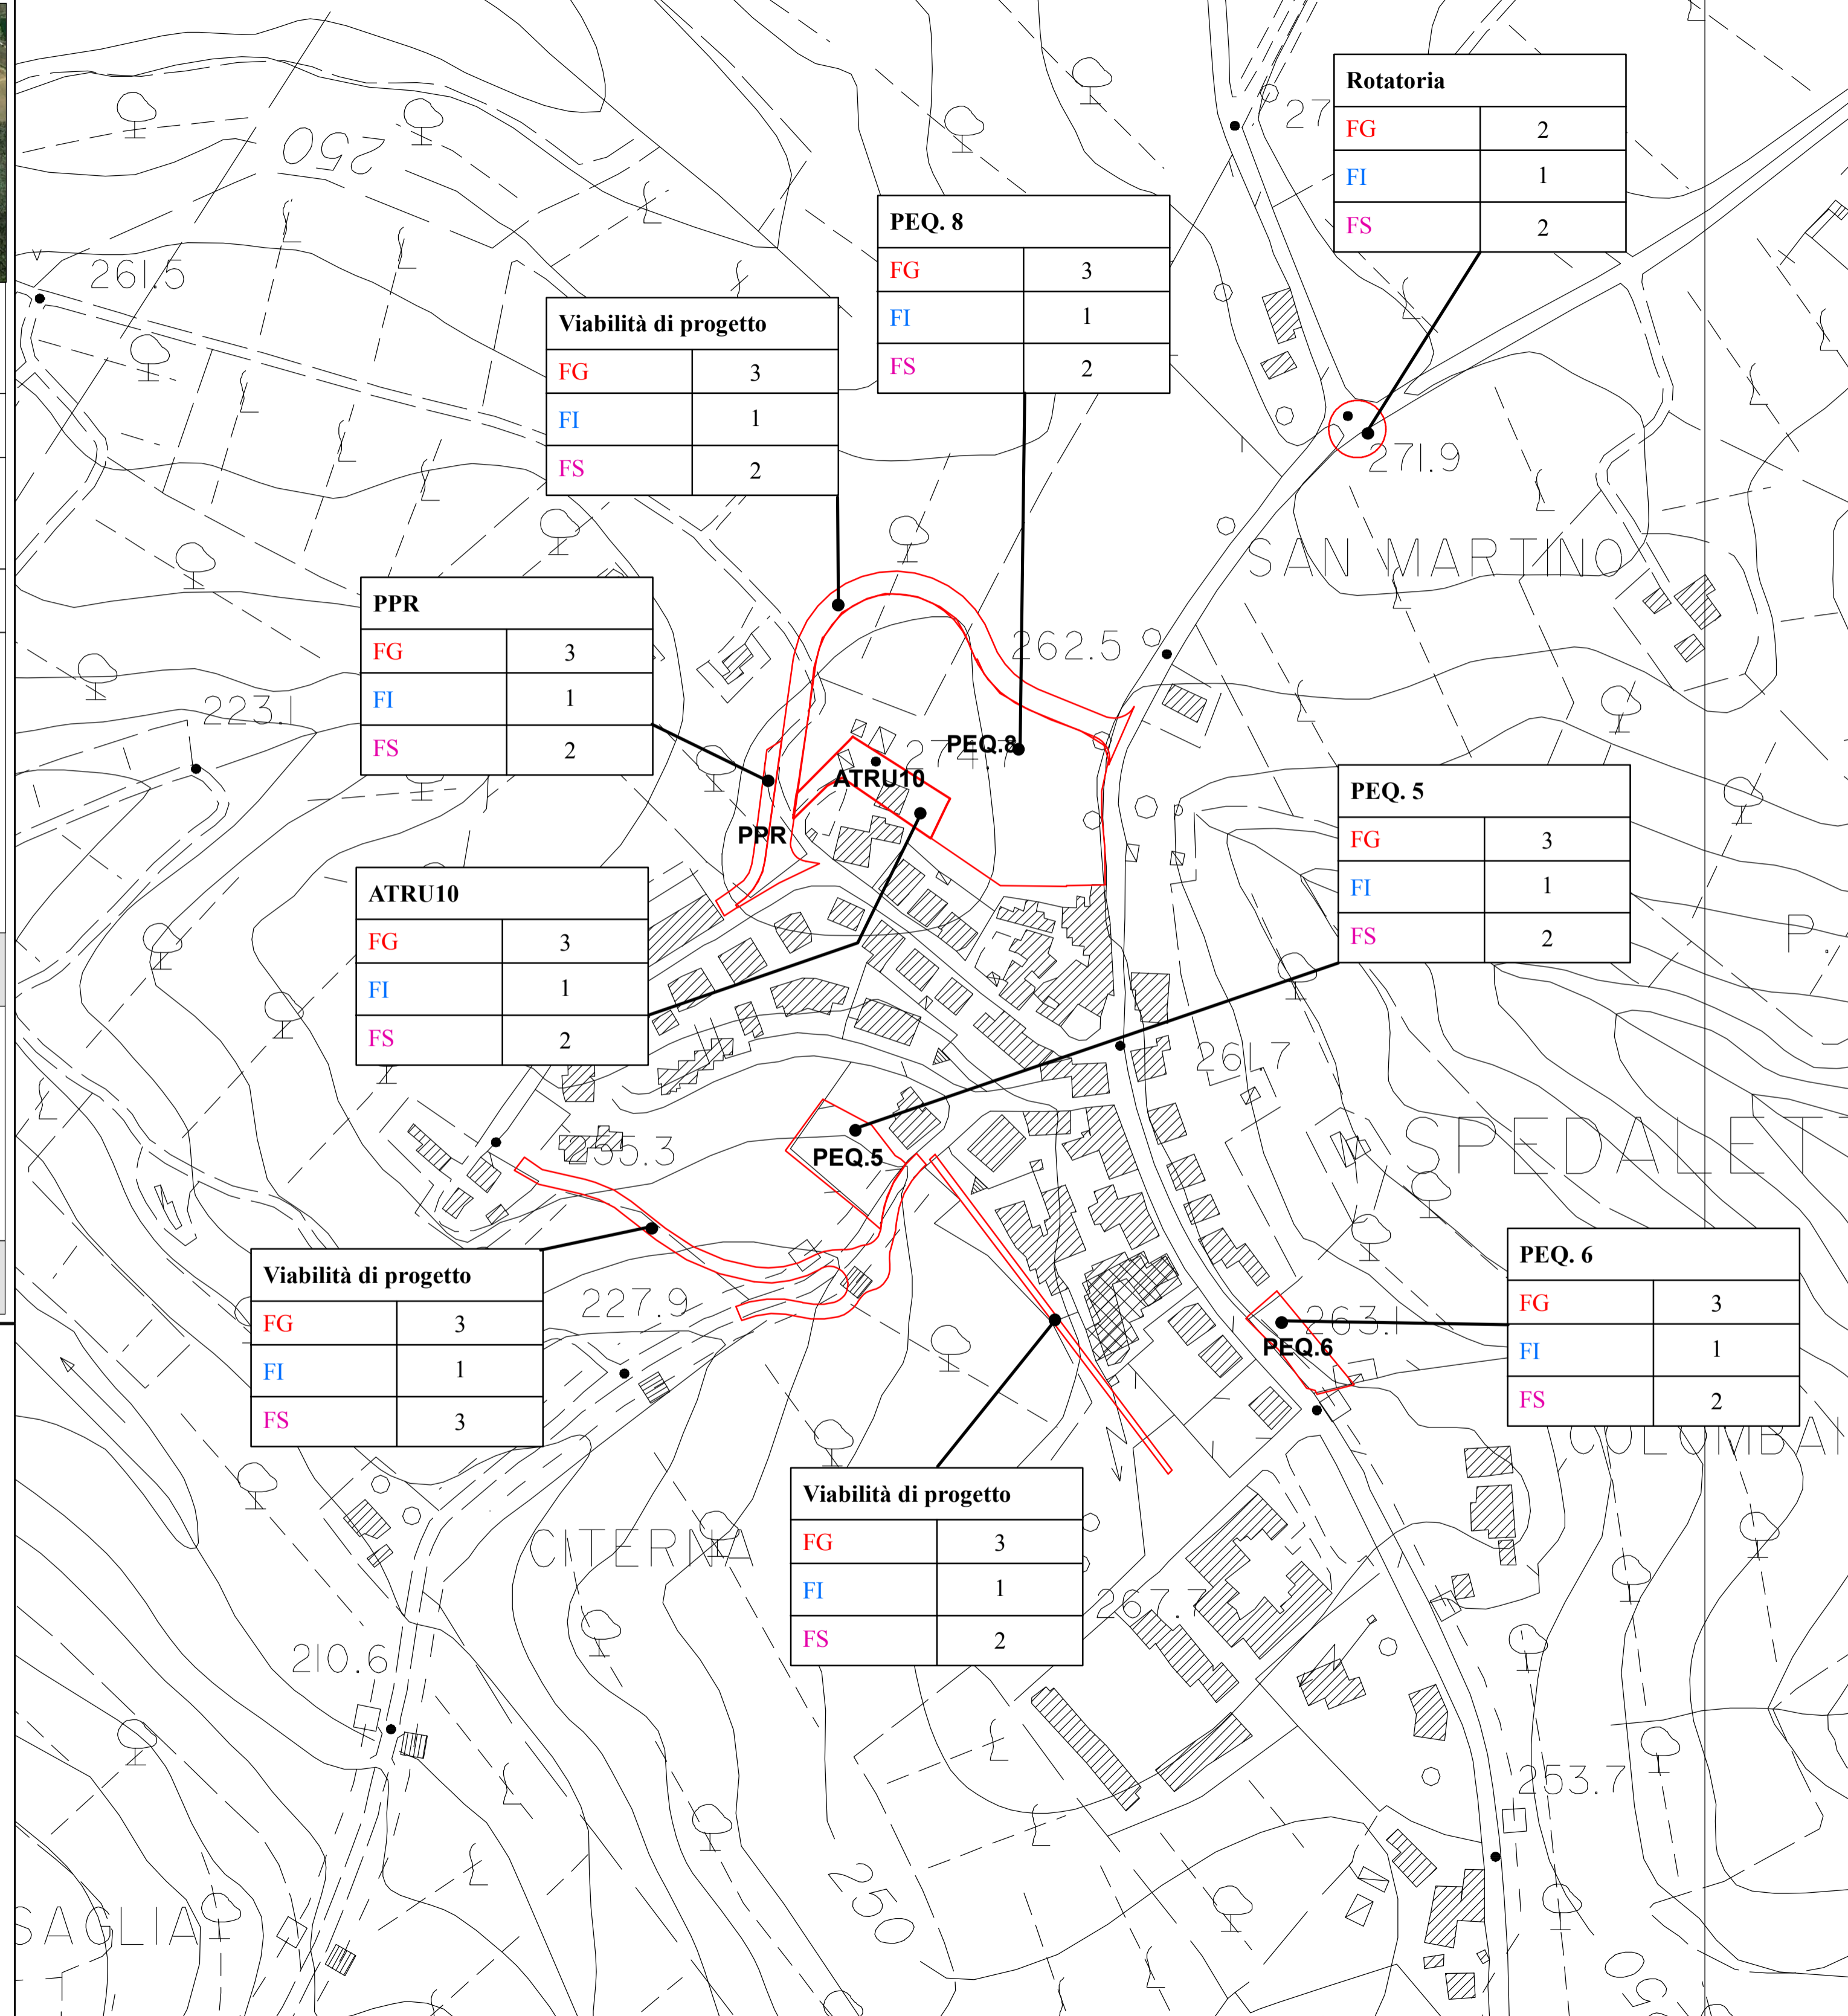 Rotatoria
FG 2
FI 1
FS 2
27
250
PEQ. 8
FG 3
FI 1
FS 2
261.5
Viabilità di progetto
FG 3
FI 1
FS 2
271.9
SAN MARTINO
PPR
FG 3
FI 1
FS 2
262.5
223.1
PEQ.8
ATRU10
PPR
PEQ. 5
FG 3
FI 1
FS 2
ATRU10
FG 3
FI 1
FS 2
P.
261.7
SPEDALET
PEQ.5
PEQ. 6
FG 3
FI 1
FS 2
Viabilità di progetto
FG 3
FI 1
FS 3
227.9
263.1
PEQ.6
COLOMBAI
Viabilità di progetto
FG 3
FI 1
FS 2
CITERNA
267.7
210.6
253.7
250
SAGLIA